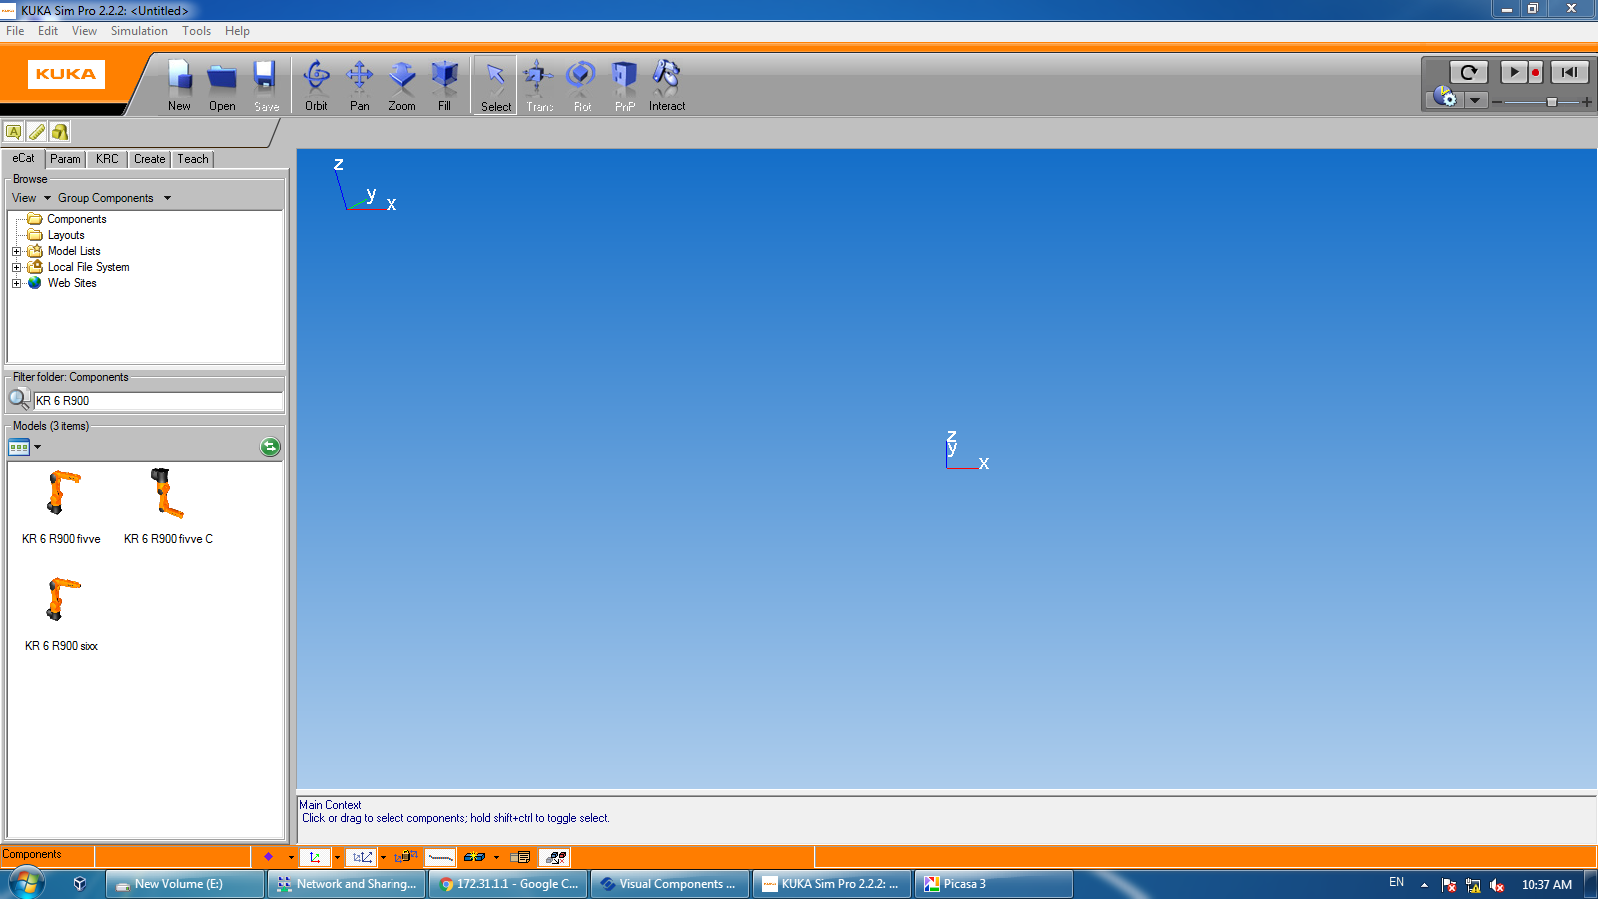 KUKA Sim Pro 2.2.2: <Untitled>
File Edit View Simulation Tools Help
KUKA
New Open Save Orbit Pan Zoom Fill Select Trans Rot PnP Interact
eCat Param KRC Create Teach
Browse
View Group Components
Components
Layouts
Model Lists
Local File System
Web Sites
Filter folder: Components
KR 6 R900
Models (3 items)
KR 6 R900 fivve KR 6 R900 fivve C
KR 6 R900 sixx
z
y
x
z
y
x
Main Context
Click or drag to select components; hold shift+ctrl to toggle select.
Components
New Volume (E:) Network and Sharing... 172.31.1.1 - Google C... Visual Components ... KUKA Sim Pro 2.2.2: ... Picasa 3 EN 10:37 AM